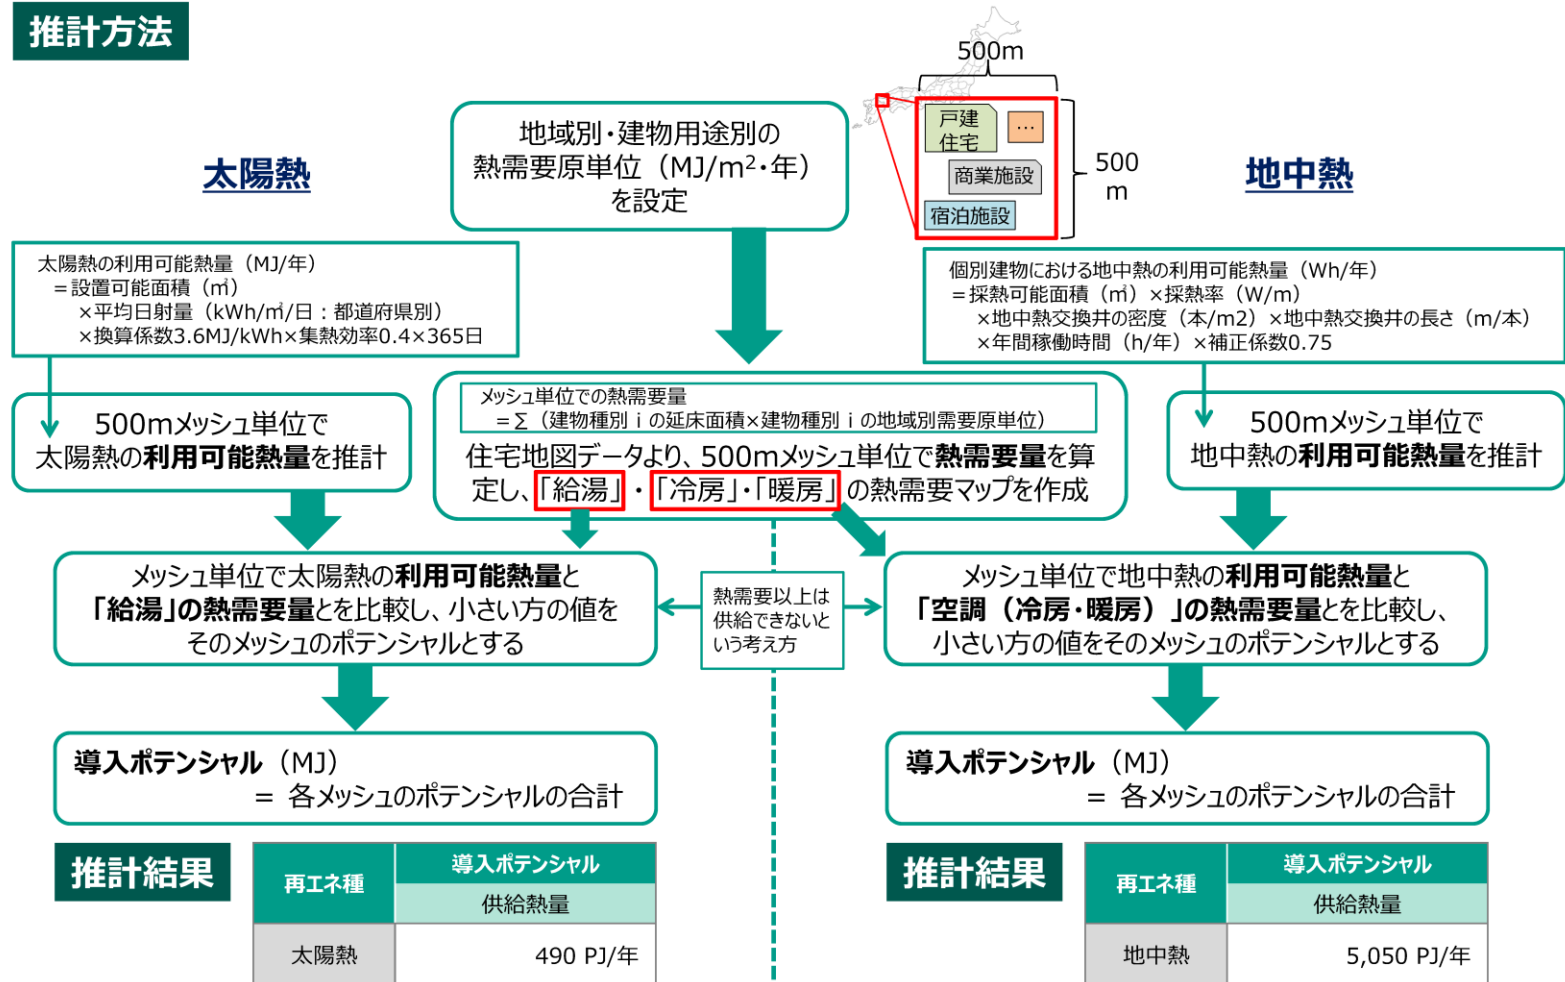 推計方法
500m
地域別・建物用途別の
熱需要原単位（MJ/m²・年）
を設定
戸建
住宅
…
商業施設
宿泊施設
500
m
太陽熱
地中熱
太陽熱の利用可能熱量（MJ/年）
＝設置可能面積（㎡）
×平均日射量（kWh/㎡/日：都道府県別）
×換算係数3.6MJ/kWh×集熱効率0.4×365日
個別建物における地中熱の利用可能熱量（Wh/年）
＝採熱可能面積（㎡）×採熱率（W/m）
×地中熱交換井の密度（本/m2）×地中熱交換井の長さ（m/本）
×年間稼働時間（h/年）×補正係数0.75
500mメッシュ単位で
太陽熱の利用可能熱量を推計
メッシュ単位での熱需要量
＝Σ（建物種別ｉの延床面積×建物種別ｉの地域別需要原単位）
住宅地図データより、500mメッシュ単位で熱需要量を算
定し、「給湯」・「冷房」・「暖房」の熱需要マップを作成
500mメッシュ単位で
地中熱の利用可能熱量を推計
メッシュ単位で太陽熱の利用可能熱量と
「給湯」の熱需要量とを比較し、小さい方の値を
そのメッシュのポテンシャルとする
熱需要以上は
供給できないと
いう考え方
メッシュ単位で地中熱の利用可能熱量と
「空調（冷房・暖房）」の熱需要量とを比較し、
小さい方の値をそのメッシュのポテンシャルとする
導入ポテンシャル（MJ）
＝ 各メッシュのポテンシャルの合計
導入ポテンシャル（MJ）
＝ 各メッシュのポテンシャルの合計
推計結果
再エネ種
導入ポテンシャル
供給熱量
太陽熱
490 PJ/年
推計結果
再エネ種
導入ポテンシャル
供給熱量
地中熱
5,050 PJ/年